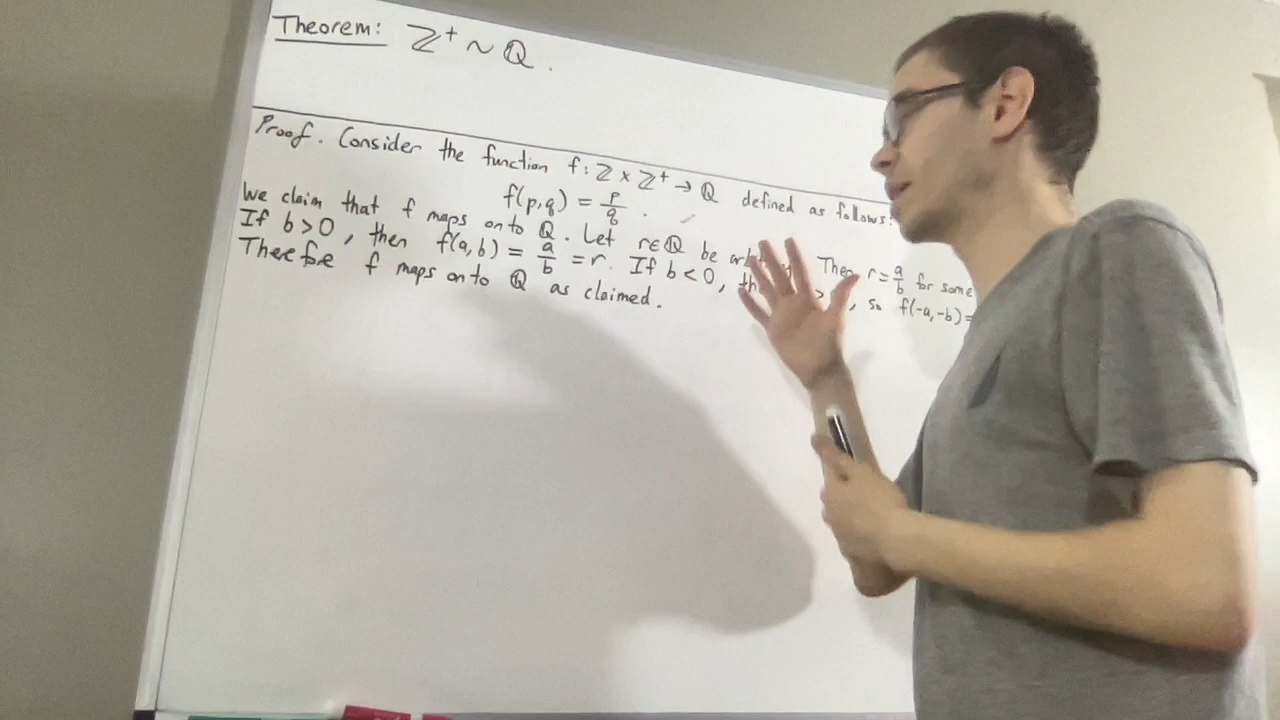 Theorem: ℤ⁺ ~ ℚ.
Proof. Consider the function f: ℤ × ℤ⁺ → ℚ defined as follows:
f(p,q) = p/q.
We claim that f maps onto ℚ. Let r∈ℚ be Then r = a/b for some
If b>0, then f(a,b) = a/b = r. If b<0, >, so f(-a,-b)=
Therefore f maps onto ℚ as claimed.